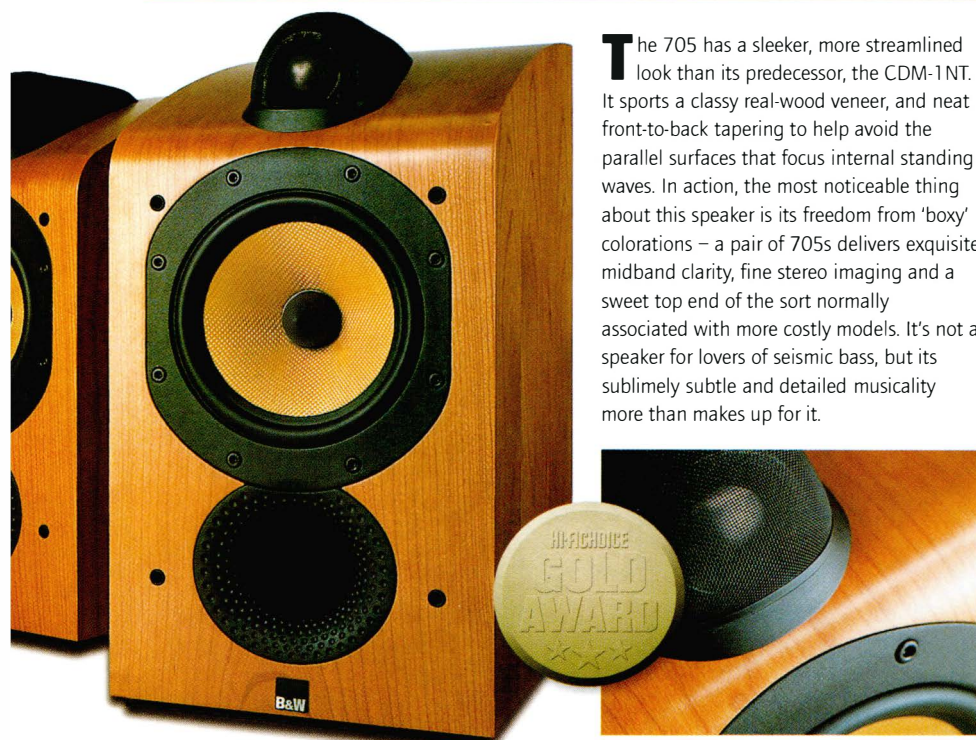 The 705 has a sleeker, more streamlined
look than its predecessor, the CDM-1NT.
It sports a classy real-wood veneer, and neat
front-to-back tapering to help avoid the
parallel surfaces that focus internal standing
waves. In action, the most noticeable thing
about this speaker is its freedom from ‘boxy’
colorations – a pair of 705s delivers exquisite
midband clarity, fine stereo imaging and a
sweet top end of the sort normally
associated with more costly models. It's not a
speaker for lovers of seismic bass, but its
sublimely subtle and detailed musicality
more than makes up for it.
HI-FICHOICE
GOLD
AWARD
B&W